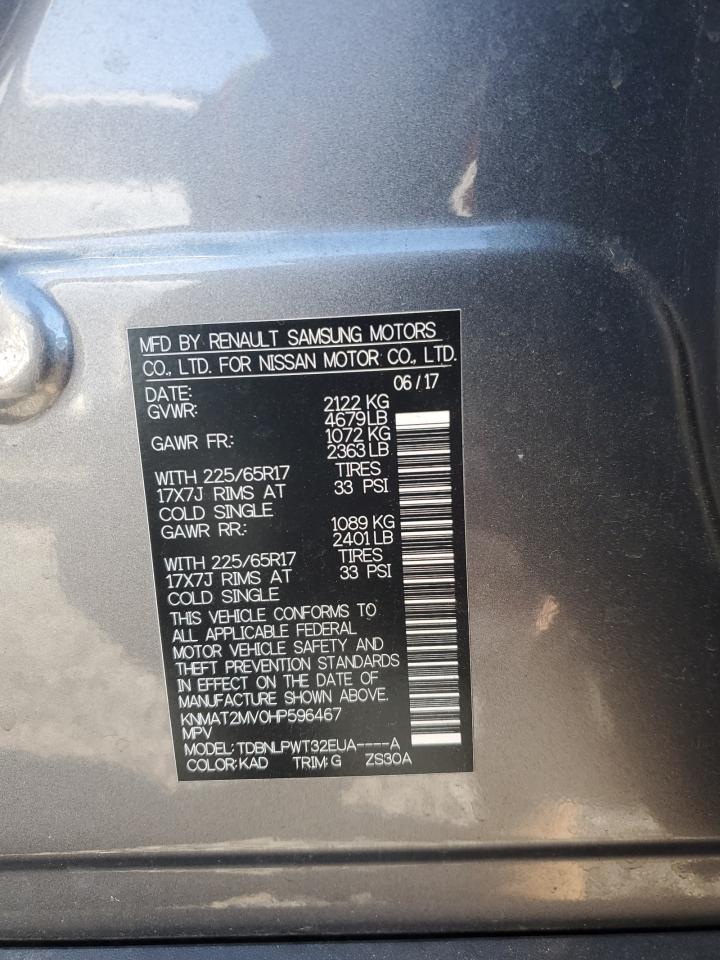 MFD BY RENAULT SAMSUNG MOTORS
CO., LTD. FOR NISSAN MOTOR CO., LTD.
DATE: 06/17
GVWR: 2122 KG
4679LB
GAWR FR: 1072 KG
2363LB
WITH 225/65R17 TIRES
17X7J RIMS AT 33 PSI
COLD SINGLE
GAWR RR: 1089 KG
2401LB
WITH 225/65R17 TIRES
17X7J RIMS AT 33 PSI
COLD SINGLE
THIS VEHICLE CONFORMS TO
ALL APPLICABLE FEDERAL
MOTOR VEHICLE SAFETY AND
THEFT PREVENTION STANDARDS
IN EFFECT ON THE DATE OF
MANUFACTURE SHOWN ABOVE.
KNMAT2MV0HP596467
MPV
MODEL:TDBNLPWT32EUA----A
COLOR:KAD TRIM:G ZS30A